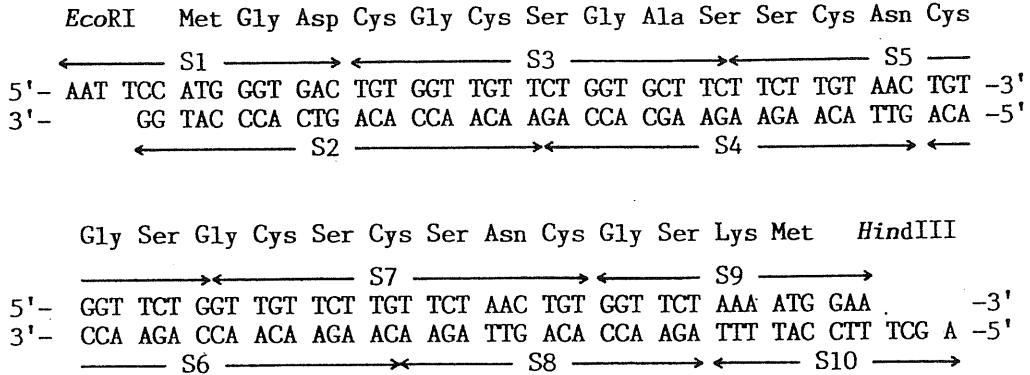 EcoRI Met Gly Asp Cys Gly Cys Ser Gly Ala Ser Ser Cys Asn Cys
S1 S3 S5
5'- AAT TCC ATG GGT GAC TGT GGT TGT TCT GGT GCT TCT TCT TGT AAC TGT -3'
3'- GG TAC CCA CTG ACA CCA ACA AGA CCA CGA AGA AGA ACA TTG ACA -5'
S2 S4
Gly Ser Gly Cys Ser Cys Ser Asn Cys Gly Ser Lys Met HindIII
S7 S9
5'- GGT TCT GGT TGT TCT TGT TCT AAC TGT GGT TCT AAA ATG GAA -3'
3'- CCA AGA CCA ACA AGA ACA AGA TTG ACA CCA AGA TTT TAC CTT TCG A -5'
S6 S8 S10